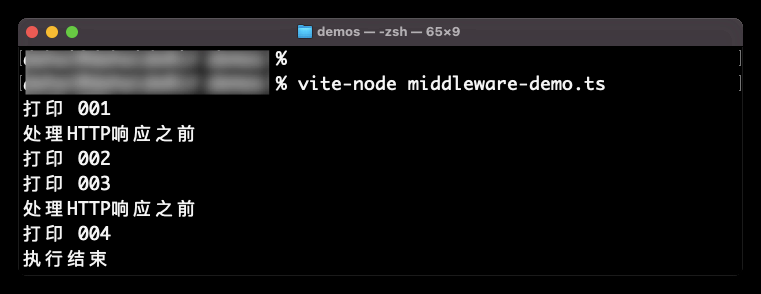 demos — -zsh — 65×9
%
% vite-node middleware-demo.ts
打印 001
处理HTTP响应之前
打印 002
打印 003
处理HTTP响应之前
打印 004
执行结束